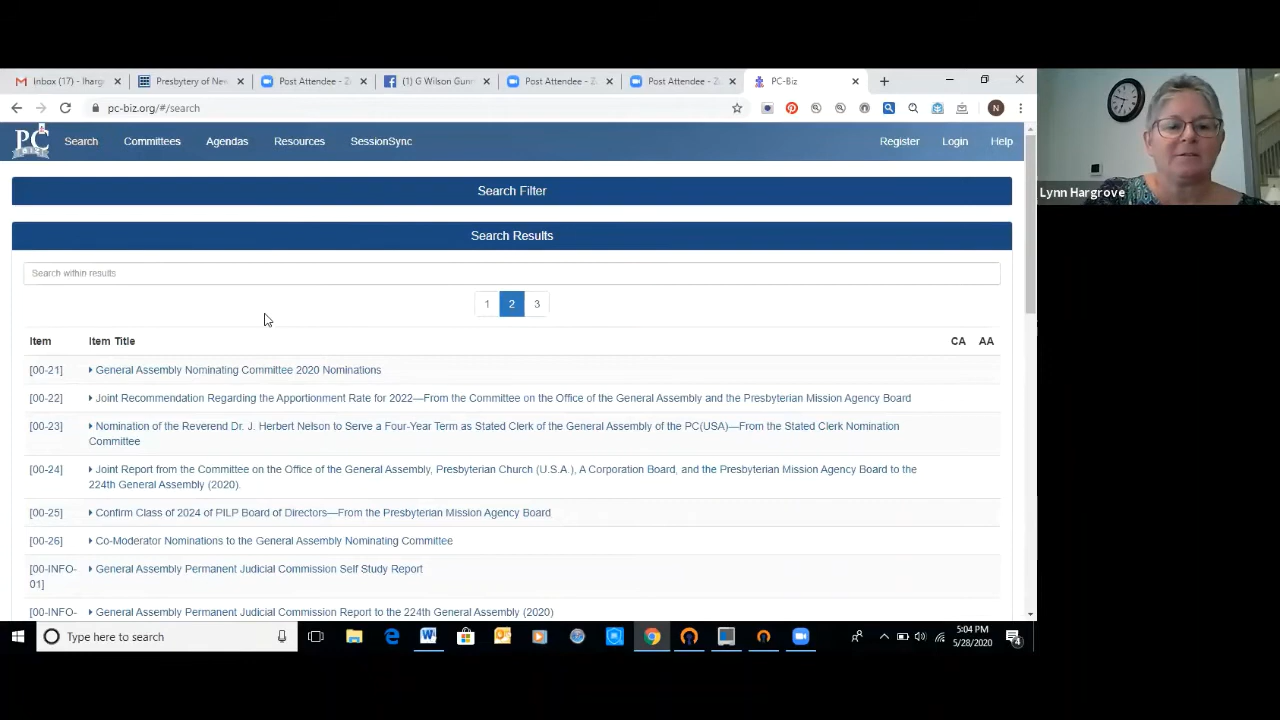 Inbox (17) - lharg
Presbytery of New
Post Attendee - Z
(1) G Wilson Gunn
Post Attendee - Z
Post Attendee - Z
PC-Biz
pc-biz.org/#/search
N
PC
BIZ
Search
Committees
Agendas
Resources
SessionSync
Register
Login
Help
Lynn Hargrove
Search Filter
Search Results
Search within results
1
2
3
Item
Item Title
CA
AA
[00-21]
General Assembly Nominating Committee 2020 Nominations
[00-22]
Joint Recommendation Regarding the Apportionment Rate for 2022—From the Committee on the Office of the General Assembly and the Presbyterian Mission Agency Board
[00-23]
Nomination of the Reverend Dr. J. Herbert Nelson to Serve a Four-Year Term as Stated Clerk of the General Assembly of the PC(USA)—From the Stated Clerk Nomination
Committee
[00-24]
Joint Report from the Committee on the Office of the General Assembly, Presbyterian Church (U.S.A.), A Corporation Board, and the Presbyterian Mission Agency Board to the
224th General Assembly (2020).
[00-25]
Confirm Class of 2024 of PILP Board of Directors—From the Presbyterian Mission Agency Board
[00-26]
Co-Moderator Nominations to the General Assembly Nominating Committee
[00-INFO-
01]
General Assembly Permanent Judicial Commission Self Study Report
[00-INFO-
General Assembly Permanent Judicial Commission Report to the 224th General Assembly (2020)
Type here to search
5:04 PM
5/28/2020
4